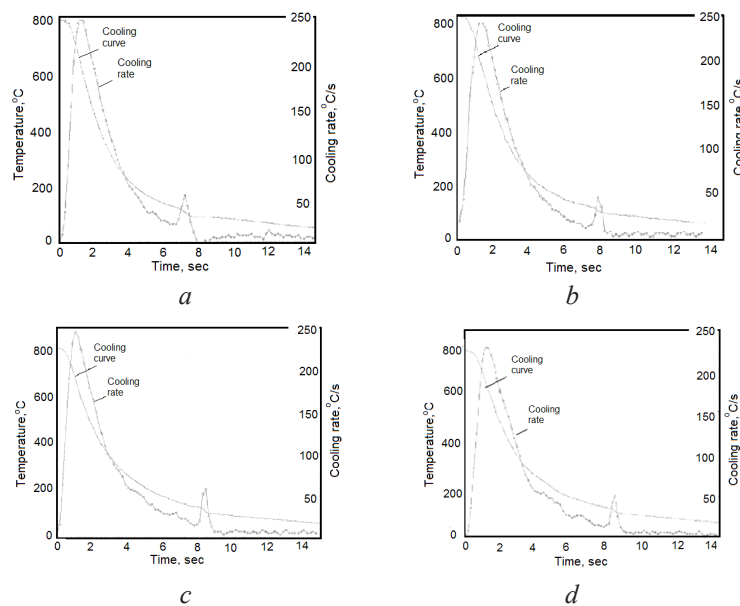 800
600
400
200
0
Temperature,°C
Cooling
curve
Cooling
rate
250
200
150
100
50
Cooling rate,°C/s
0 2 4 6 8 10 12 14
Time, sec
a
800
600
400
200
0
Temperature,°C
Cooling
curve
Cooling
rate
250
200
150
100
50
Cooling rate,°C/s
0 2 4 6 8 10 12 14
Time, sec
b
800
600
400
200
0
Temperature,°C
Cooling
curve
Cooling
rate
250
200
150
100
50
Cooling rate,°C/s
0 2 4 6 8 10 12 14
Time, sec
c
800
600
400
200
0
Temperature,°C
Cooling
curve
Cooling
rate
250
200
150
100
50
Cooling rate,°C/s
0 2 4 6 8 10 12 14
Time, sec
d